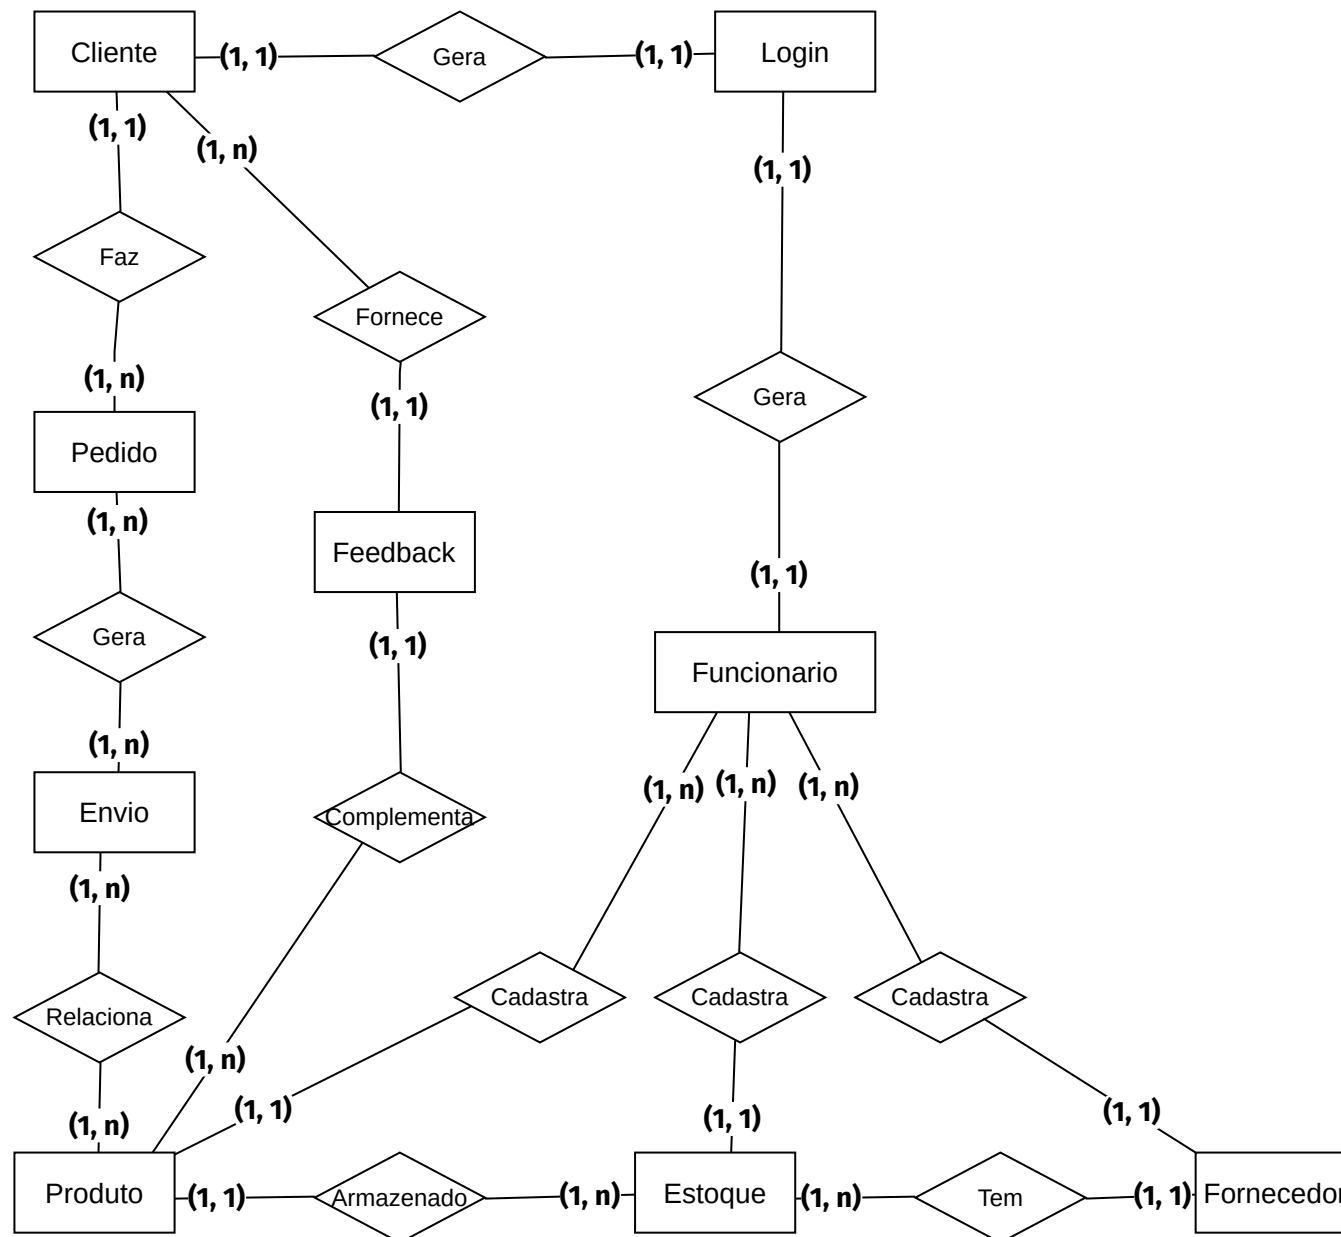 Cliente
(1, 1)
Gera
(1, 1)
Login
(1, 1)
(1, n)
(1, 1)
Faz
Fornece
(1, n)
(1, 1)
Gera
Pedido
(1, n)
Feedback
(1, 1)
Gera
(1, 1)
Funcionario
(1, n)
(1, n)
(1, n)
(1, n)
Envio
Complementa
(1, n)
Cadastra
Cadastra
Cadastra
Relaciona
(1, n)
(1, n)
(1, 1)
(1, 1)
(1, 1)
Produto
(1, 1)
Armazenado
(1, n)
Estoque
(1, n)
Tem
(1, 1)
Fornecedor